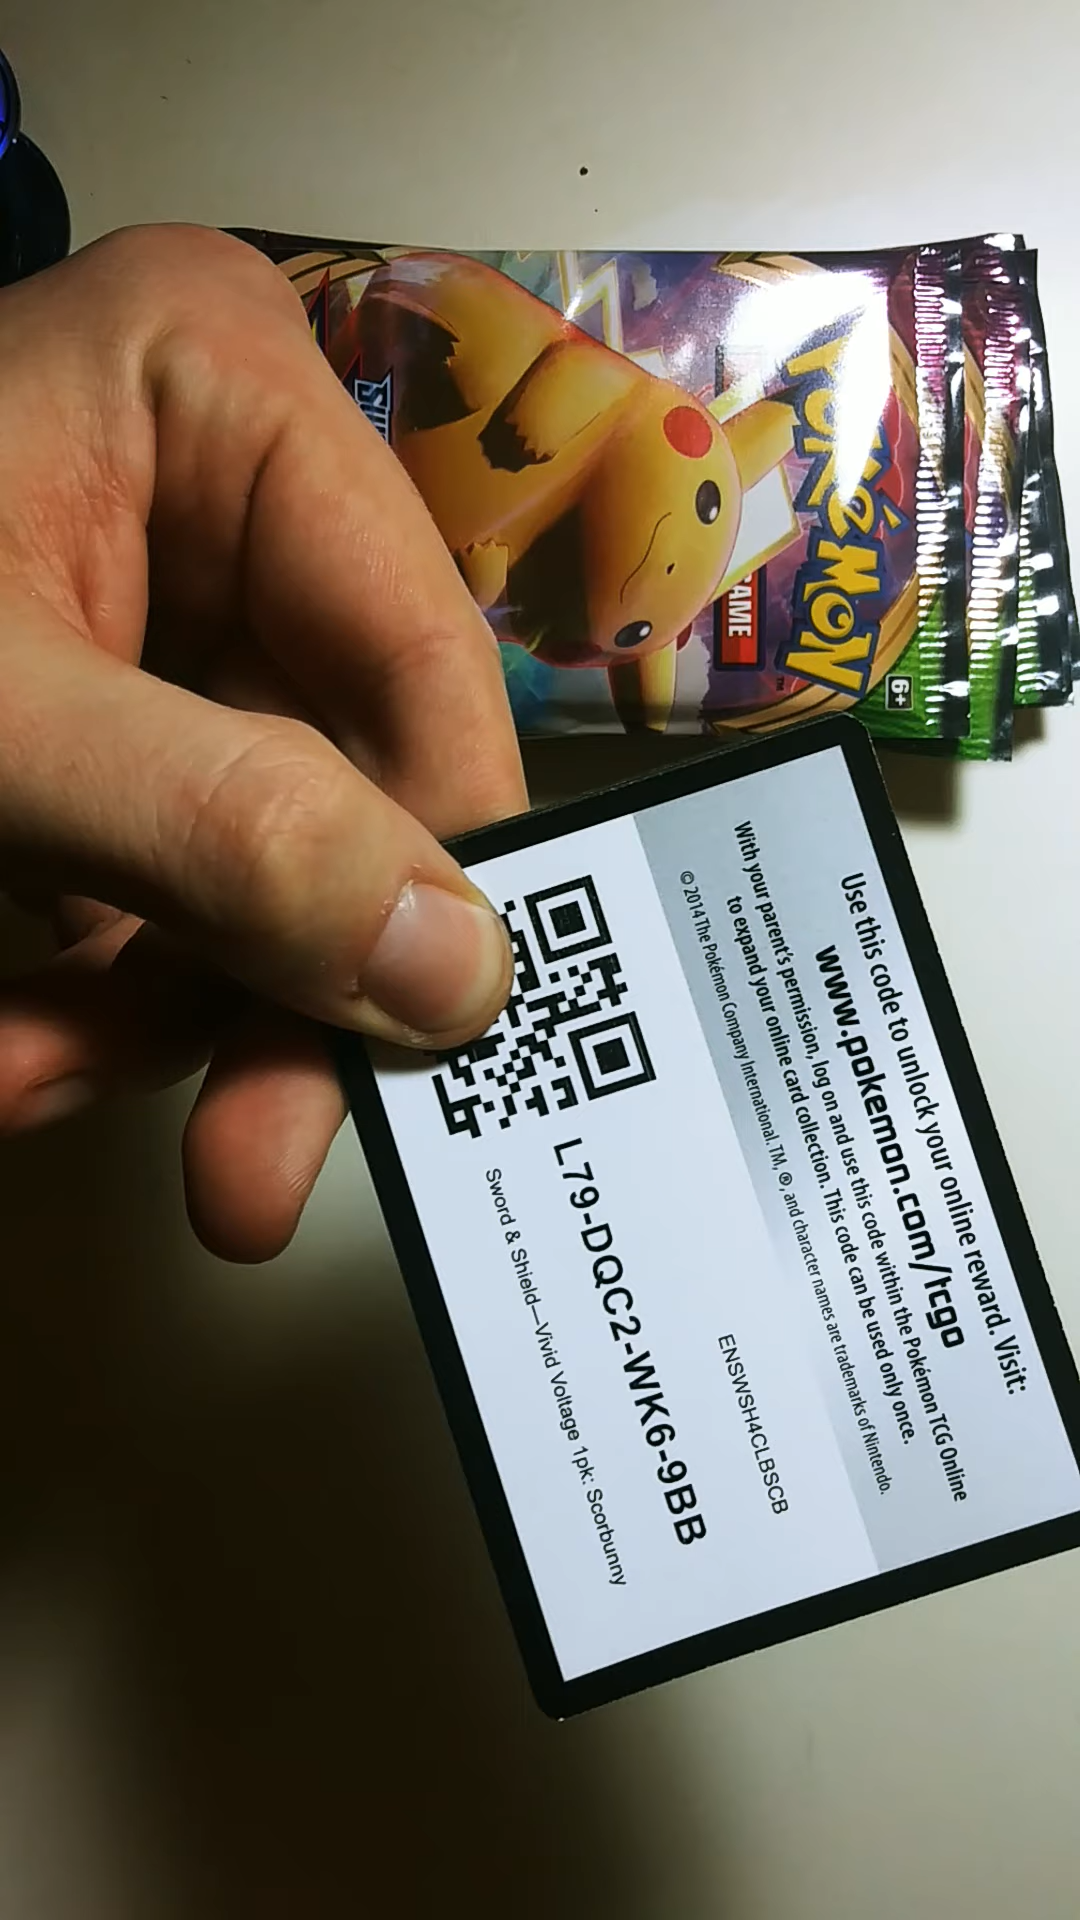 POKéMON
TM
AME
6+
Use this code to unlock your online reward. Visit:
www.pokemon.com/tcgo
With your parent's permission, log on and use this code within the Pokémon TCG Online
to expand your online card collection. This code can be used only once.
© 2014 The Pokémon Company International. TM, ®, and character names are trademarks of Nintendo.
ENSWSH4CLBSCB
L79-DQC2-WK6-9BB
Sword & Shield—Vivid Voltage 1pk: Scorbunny